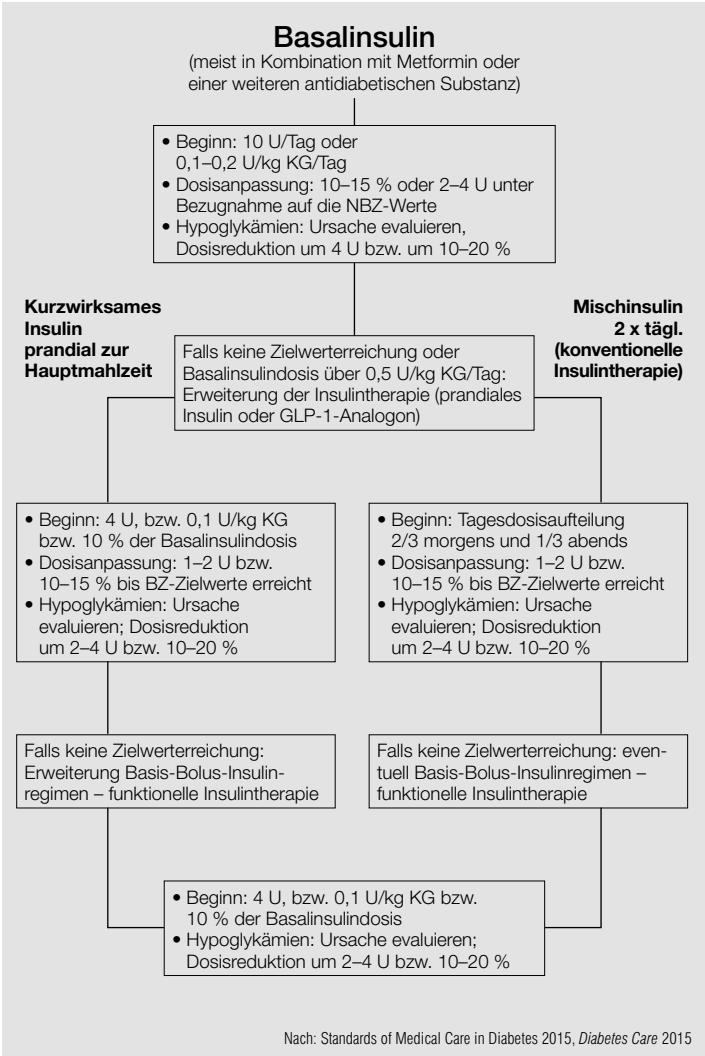 Basalinsulin
(meist in Kombination mit Metformin oder
einer weiteren antidiabetischen Substanz)
• Beginn: 10 U/Tag oder
0,1–0,2 U/kg KG/Tag
• Dosisanpassung: 10–15 % oder 2–4 U unter
Bezugnahme auf die NBZ-Werte
• Hypoglykämien: Ursache evaluieren,
Dosisreduktion um 4 U bzw. um 10–20 %
Kurzwirksames
Insulin
prandial zur
Hauptmahlzeit
Mischinsulin
2 x tägl.
(konventionelle
Insulintherapie)
Falls keine Zielwerterreichung oder
Basalinsulindosis über 0,5 U/kg KG/Tag:
Erweiterung der Insulintherapie (prandiales
Insulin oder GLP-1-Analogon)
• Beginn: 4 U, bzw. 0,1 U/kg KG
bzw. 10 % der Basalinsulindosis
• Dosisanpassung: 1–2 U bzw.
10–15 % bis BZ-Zielwerte erreicht
• Hypoglykämien: Ursache
evaluieren; Dosisreduktion
um 2–4 U bzw. 10–20 %
• Beginn: Tagesdosisaufteilung
2/3 morgens und 1/3 abends
• Dosisanpassung: 1–2 U bzw.
10–15 % bis BZ-Zielwerte erreicht
• Hypoglykämien: Ursache
evaluieren; Dosisreduktion
um 2–4 U bzw. 10–20 %
Falls keine Zielwerterreichung:
Erweiterung Basis-Bolus-Insulin-
regimen – funktionelle Insulintherapie
Falls keine Zielwerterreichung: even-
tuell Basis-Bolus-Insulinregimen –
funktionelle Insulintherapie
• Beginn: 4 U, bzw. 0,1 U/kg KG bzw.
10 % der Basalinsulindosis
• Hypoglykämien: Ursache evaluieren;
Dosisreduktion um 2–4 U bzw. 10–20 %
Nach: Standards of Medical Care in Diabetes 2015, Diabetes Care 2015